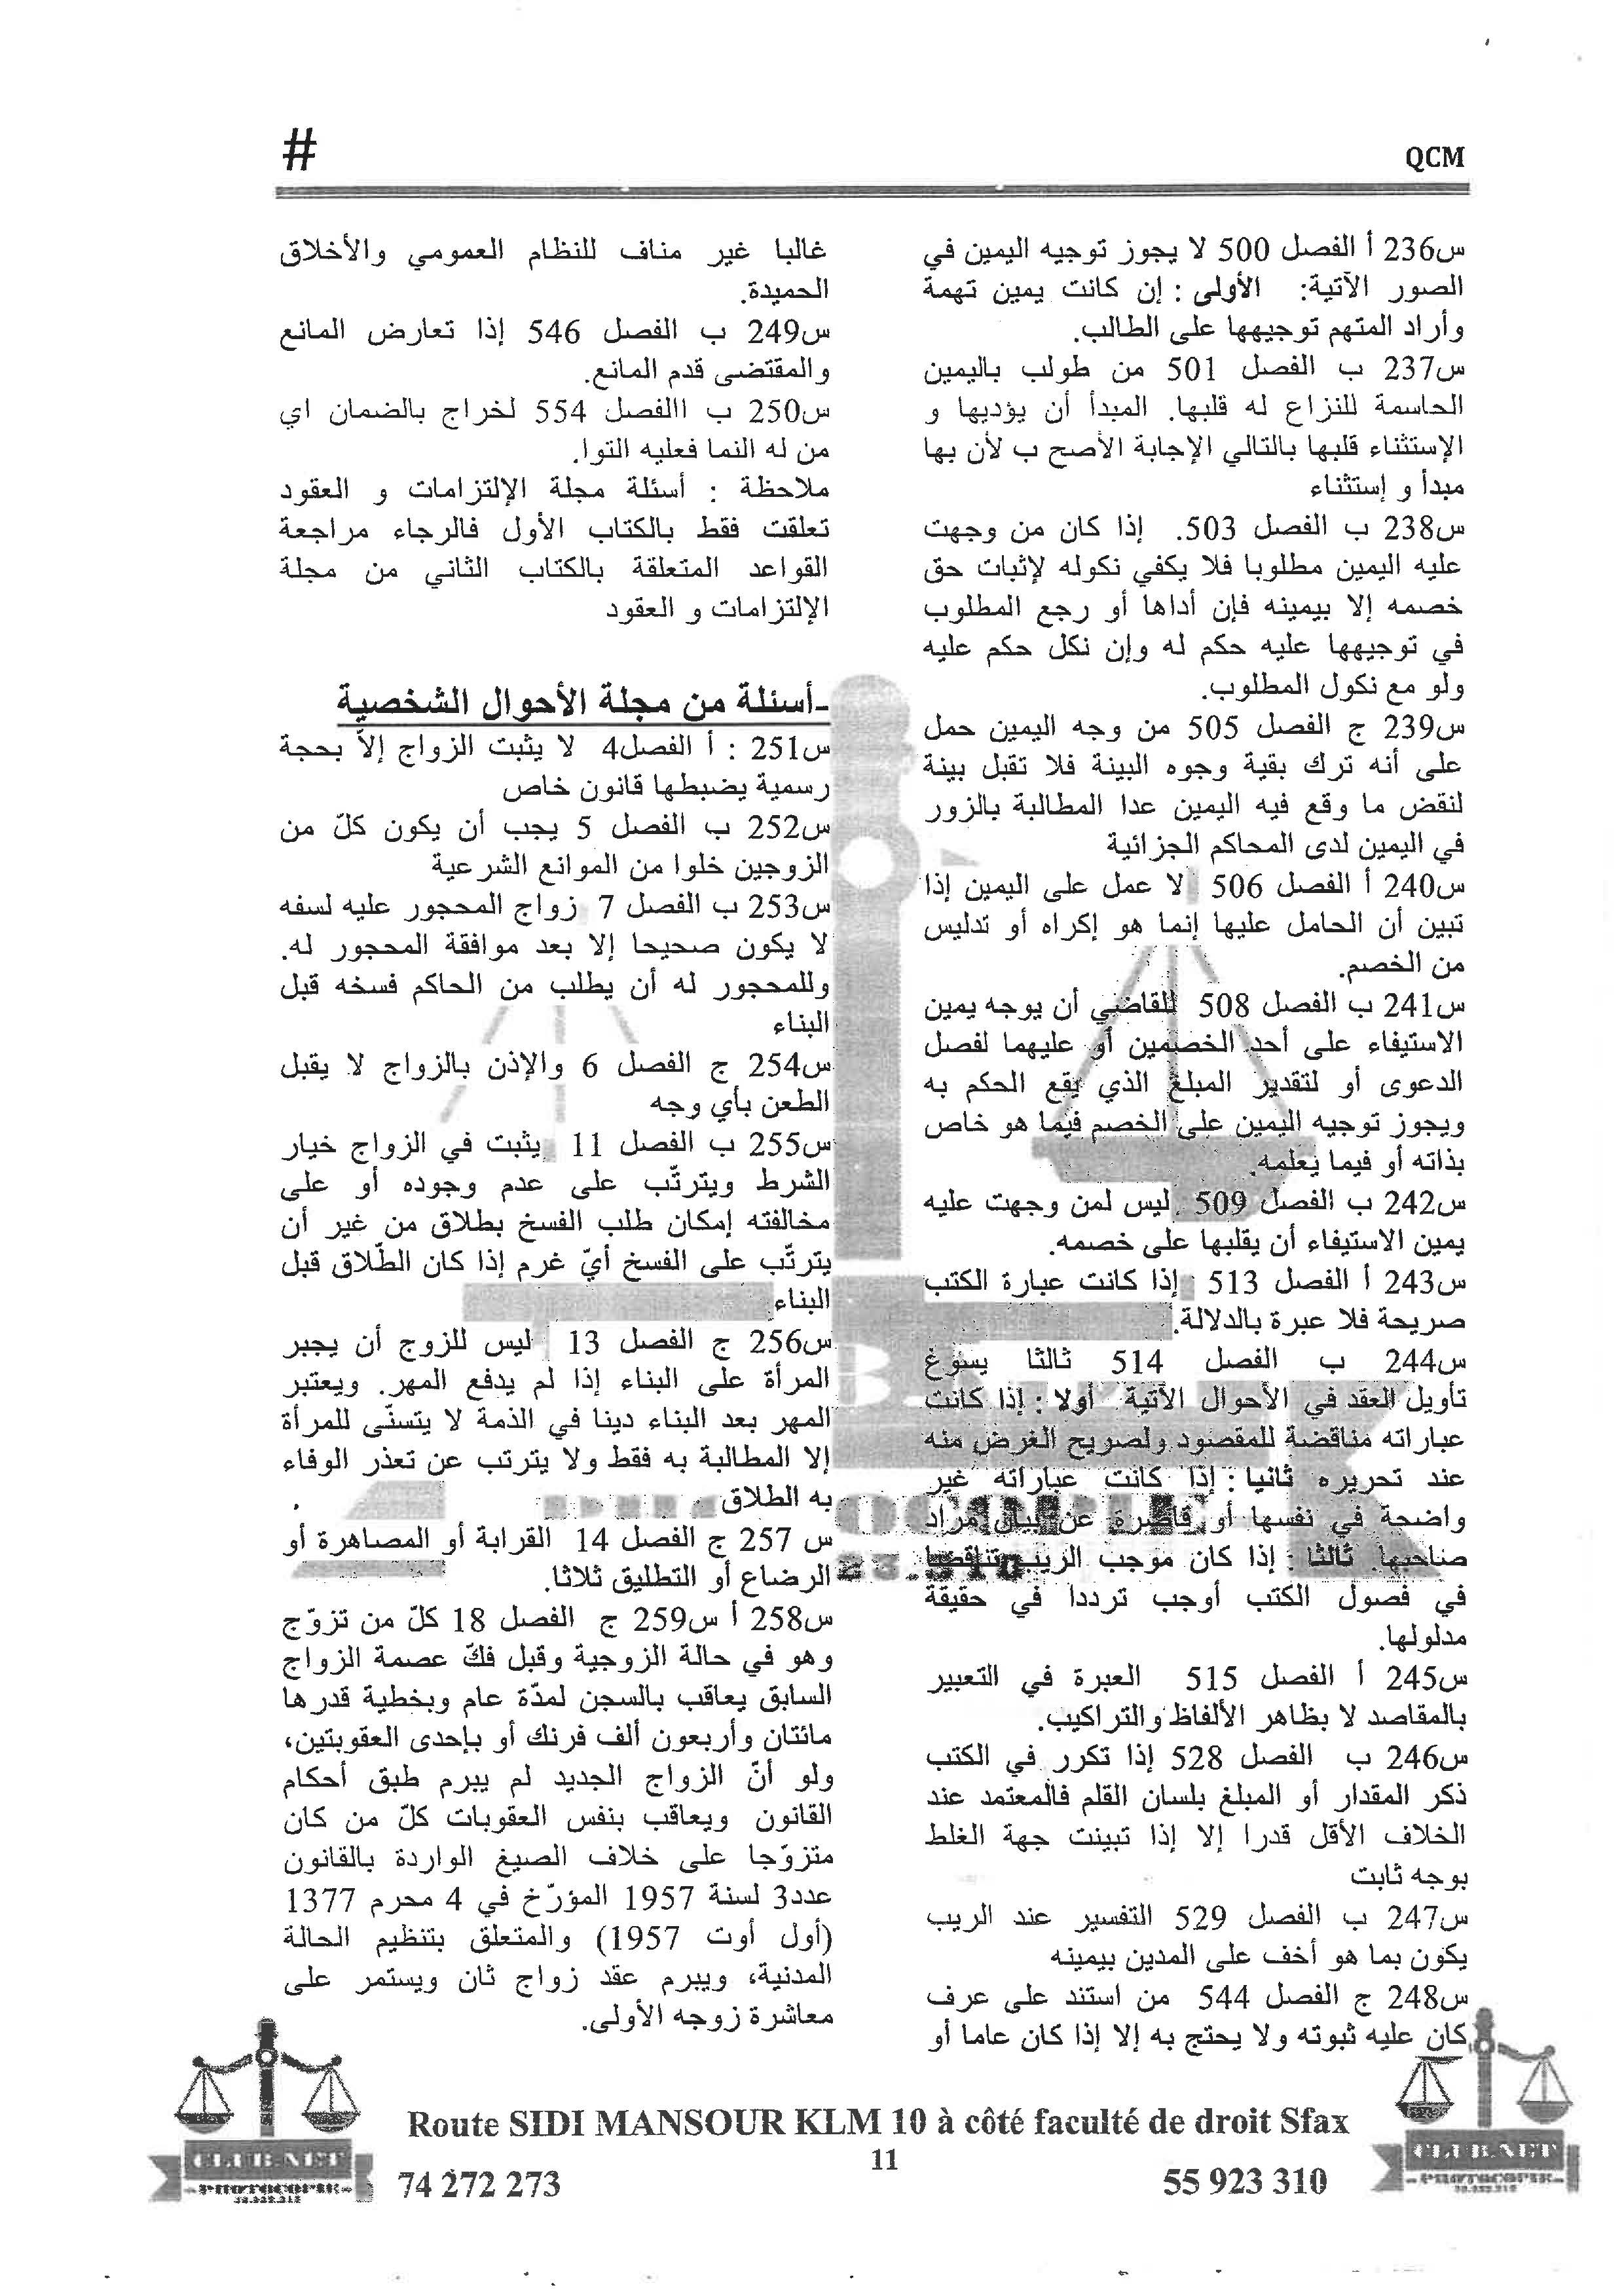 #
QCM
س236 أ الفصل 500 لا يجوز توجيه اليمين في
الصور الآتية: الأولى : إن كانت يمين تهمة
وأراد المتهم توجيهها على الطالب.
س237 ب الفصل 501 من طولب باليمين
الحاسمة للنزاع له قلبها. المبدأ أن يؤديها و
الإستثناء قلبها بالتالي الإجابة الأصح ب لأن بها
مبدأ و إستثناء
س238 ب الفصل 503. إذا كان من وجهت
عليه اليمين مطلوبا فلا يكفي نكوله لإثبات حق
خصمه إلا بيمينه فإن أداها أو رجع المطلوب
في توجيهها عليه حكم له وإن نكل حكم عليه
ولو مع نكول المطلوب.
س239 ج الفصل 505 من وجه اليمين حمل
على أنه ترك بقية وجوه البينة فلا تقبل بينة
لنقض ما وقع فيه اليمين عدا المطالبة بالزور
في اليمين لدى المحاكم الجزائية
س240 أ الفصل 506 لا عمل على اليمين إذا
تبين أن الحامل عليها إنما هو إكراه أو تدليس
من الخصم.
س241 ب الفصل 508 للقاضي أن يوجه يمين
الاستيفاء على أحد الخصمين أو عليهما لفصل
الدعوى أو لتقدير المبلغ الذي يقع الحكم به
ويجوز توجيه اليمين على الخصم فيما هو خاص
بذاته أو فيما يعلمه.
س242 ب الفصل 509 ليس لمن وجهت عليه
يمين الاستيفاء أن يقلبها على خصمه.
س243 أ الفصل 513 إذا كانت عبارة الكتب
صريحة فلا عبرة بالدلالة.
س244 ب الفصل 514 ثالثا يسوغ
تأويل العقد في الأحوال الآتية أولا : إذا كانت
عباراته مناقضة للمقصود ولصريح الغرض منه
عند تحريره ثانيا : إذا كانت عباراته غير
واضحة في نفسها أو قاصرة عن بيان مراد
صاحبها. ثالثا : إذا كان موجب الريب تناقضا
في فصول الكتب أوجب ترددا في حقيقة
مدلولها.
س245 أ الفصل 515 العبرة في التعبير
بالمقاصد لا بظاهر الألفاظ والتراكيب.
س246 ب الفصل 528 إذا تكرر في الكتب
ذكر المقدار أو المبلغ بلسان القلم فالمعتمد عند
الخلاف الأقل قدرا إلا إذا تبينت جهة الغلط
بوجه ثابت
س247 ب الفصل 529 التفسير عند الريب
يكون بما هو أخف على المدين بيمينه
س248 ج الفصل 544 من استند على عرف
كان عليه ثبوته ولا يحتج به إلا إذا كان عاما أو
غالبا غير مناف للنظام العمومي والأخلاق
الحميدة.
س249 ب الفصل 546 إذا تعارض المانع
والمقتضى قدم المانع.
س250 ب االفصل 554 لخراج بالضمان اي
من له النما فعليه التوا.
ملاحظة : أسئلة مجلة الإلتزامات و العقود
تعلقت فقط بالكتاب الأول فالرجاء مراجعة
القواعد المتعلقة بالكتاب الثاني من مجلة
الإلتزامات و العقود
-أسئلة من مجلة الأحوال الشخصية
س251 : أ الفصل4 لا يثبت الزواج إلاّ بحجة
رسمية يضبطها قانون خاص
س252 ب الفصل 5 يجب أن يكون كلّ من
الزوجين خلوا من الموانع الشرعية
س253 ب الفصل 7 زواج المحجور عليه لسفه
لا يكون صحيحا إلا بعد موافقة المحجور له.
وللمحجور له أن يطلب من الحاكم فسخه قبل
البناء
س254 ج الفصل 6 والإذن بالزواج لا يقبل
الطعن بأي وجه
س255 ب الفصل 11 يثبت في الزواج خيار
الشرط ويترتّب على عدم وجوده أو على
مخالفته إمكان طلب الفسخ بطلاق من غير أن
يترتّب على الفسخ أيّ غرم إذا كان الطّلاق قبل
البناء
س256 ج الفصل 13 ليس للزوج أن يجبر
المرأة على البناء إذا لم يدفع المهر. ويعتبر
المهر بعد البناء دينا في الذمة لا يتسنّى للمرأة
إلا المطالبة به فقط ولا يترتب عن تعذر الوفاء
به الطلاق
س 257 ج الفصل 14 القرابة أو المصاهرة أو
الرضاع أو التطليق ثلاثا.
س258 أ س259 ج الفصل 18 كلّ من تزوّج
وهو في حالة الزوجية وقبل فكّ عصمة الزواج
السابق يعاقب بالسجن لمدّة عام وبخطية قدرها
مائتان وأربعون ألف فرنك أو بإحدى العقوبتين،
ولو أنّ الزواج الجديد لم يبرم طبق أحكام
القانون ويعاقب بنفس العقوبات كلّ من كان
متزوّجا على خلاف الصيغ الواردة بالقانون
عدد3 لسنة 1957 المؤرّخ في 4 محرم 1377
(أول أوت 1957) والمتعلق بتنظيم الحالة
المدنية، ويبرم عقد زواج ثان ويستمر على
معاشرة زوجه الأولى.
Route SIDI MANSOUR KLM 10 à côté faculté de droit Sfax
11
74 272 273
55 923 310
CLUB.NET
PHOTOCOPIE
CLUB.NET
PHOTOCOPIE